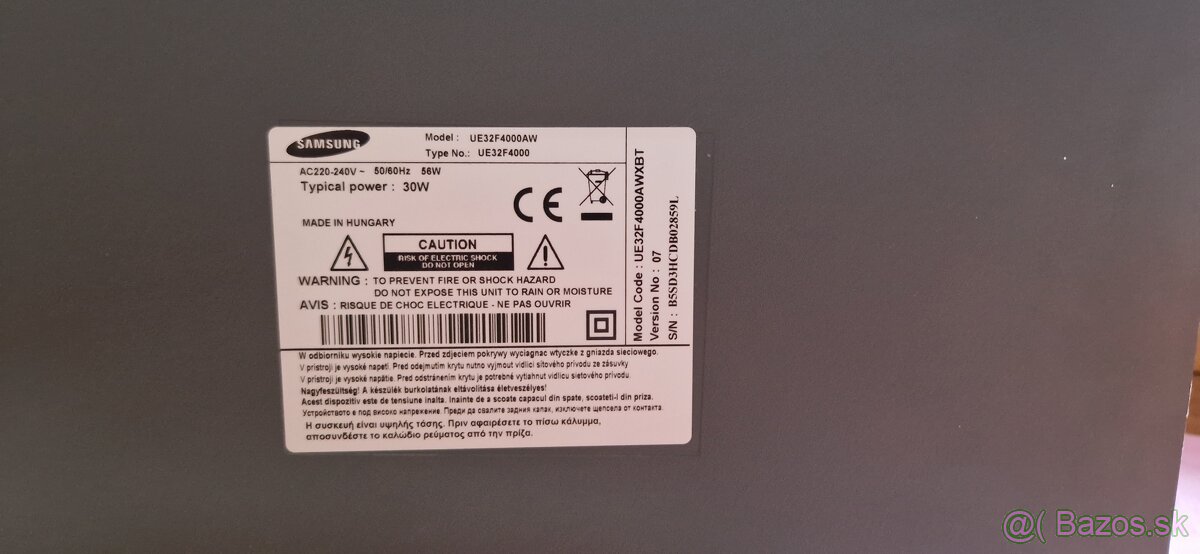 SAMSUNG
Model : UE32F4000AW
Type No.: UE32F4000
AC220-240V ~ 50/60Hz 56W
Typical power : 30W
CE
MADE IN HUNGARY
CAUTION
RISK OF ELECTRIC SHOCK
DO NOT OPEN
WARNING : TO PREVENT FIRE OR SHOCK HAZARD
DO NOT EXPOSE THIS UNIT TO RAIN OR MOISTURE
AVIS : RISQUE DE CHOC ELECTRIQUE - NE PAS OUVRIR
Model Code : UE32F4000AWXBT
Version No : 07
S/N : B5SD3HCDB02859L
W odbiorniku wysokie napiecie. Przed zdjeciem pokrywy wyciagnac wtyczke z gniazda sieciowego.
V pristroji je vysoké napeti. Pred odejmutim krytu nutno vyjmout vidlici sítového prívodu ze zásuvky
V prístroji je vysoké napätie. Pred odstránením krytu je potrebné vytiahnut vidlicu sietového prívodu.
Nagyfeszültség! A készülék burkolatának eltávolítása életveszélyes!
Acest dispozitiv este de tensiune inalta. Inainte de a scoate capacul din spate, scoateti-l din priza.
Устройството е под високо напрежение. Преди да свалите задния капак, изключете щепсела от контакта.
Η συσκευή είναι υψηλής τάσης. Πριν αφαιρέσετε το πίσω κάλυμμα,
αποσυνδέστε το καλώδιο ρεύματος από την πρίζα.
@( Bazos.sk